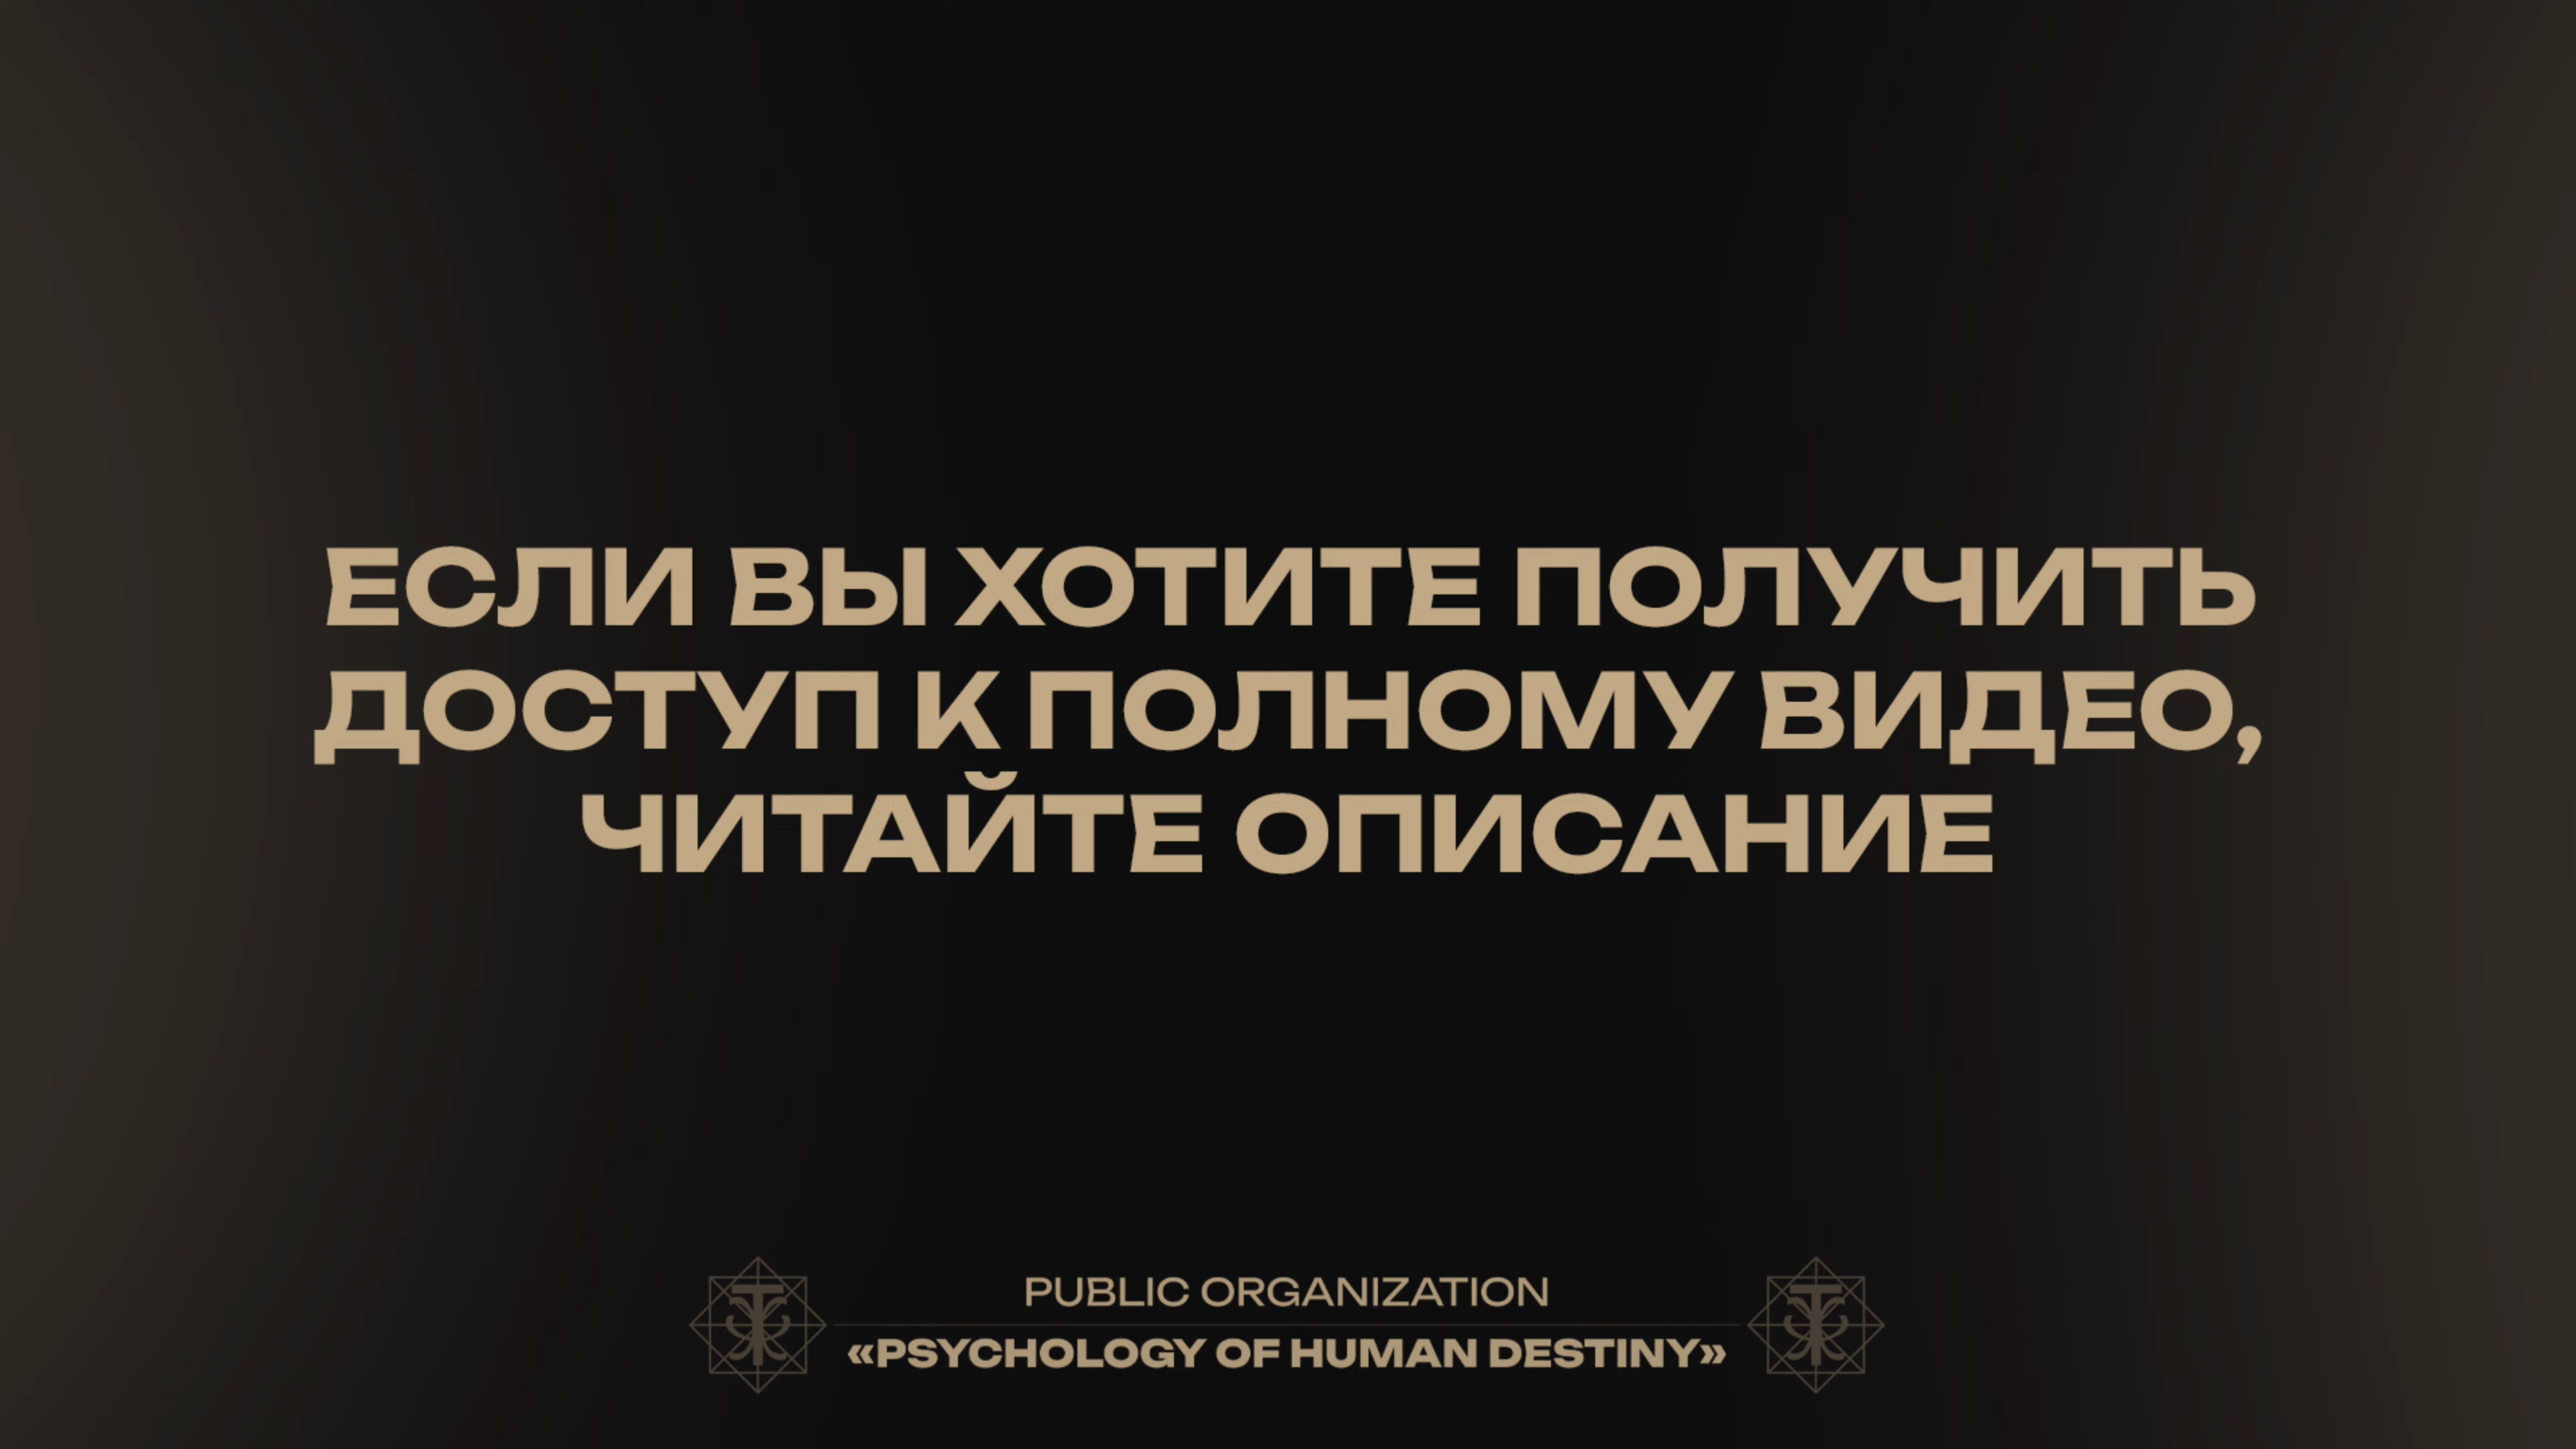 ЕСЛИ ВЫ ХОТИТЕ ПОЛУЧИТЬ
ДОСТУП К ПОЛНОМУ ВИДЕО,
ЧИТАЙТЕ ОПИСАНИЕ
PUBLIC ORGANIZATION
«PSYCHOLOGY OF HUMAN DESTINY»